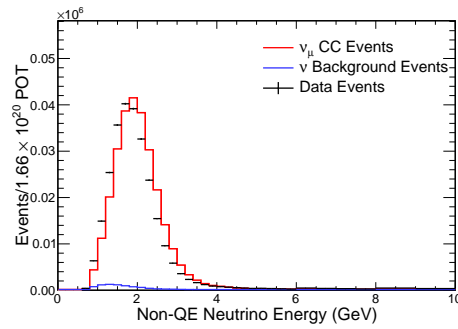 ×10⁶
0.05
0.04
0.03
0.02
0.01
0.00
Events/1.66×10²⁰ POT
ν_μ CC Events
ν Background Events
Data Events
0 2 4 6 8 10
Non-QE Neutrino Energy (GeV)